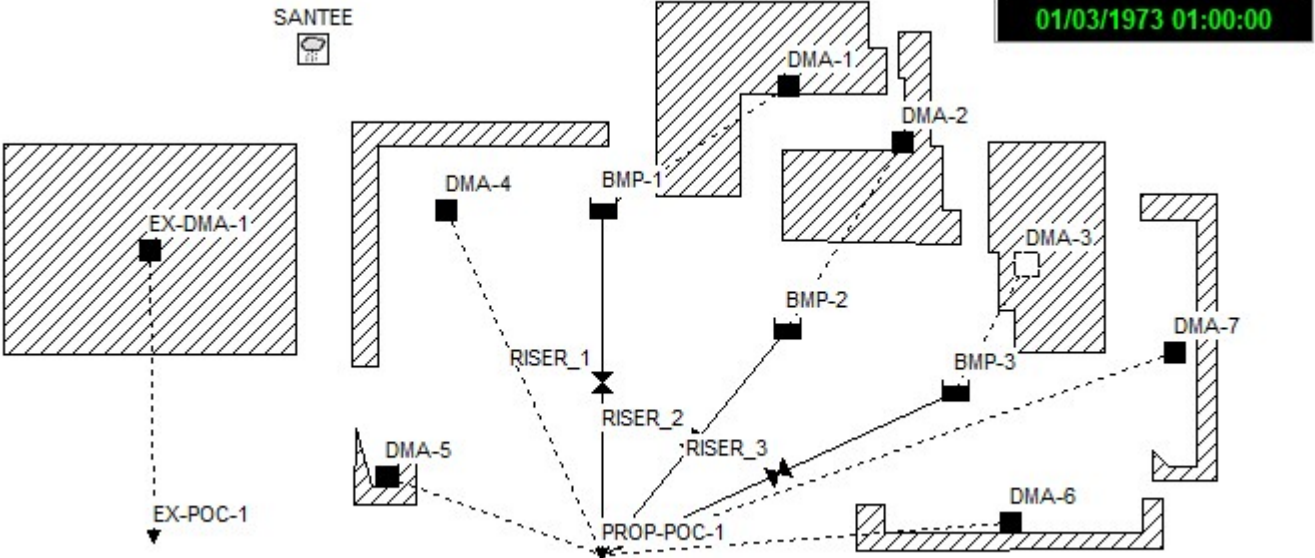 SANTEE
01/03/1973 01:00:00
DMA-1
DMA-2
DMA-4
BMP-1
EX-DMA-1
DMA-3
BMP-2
DMA-7
RISER_1
BMP-3
RISER_2
RISER_3
DMA-5
DMA-6
EX-POC-1
PROP-POC-1